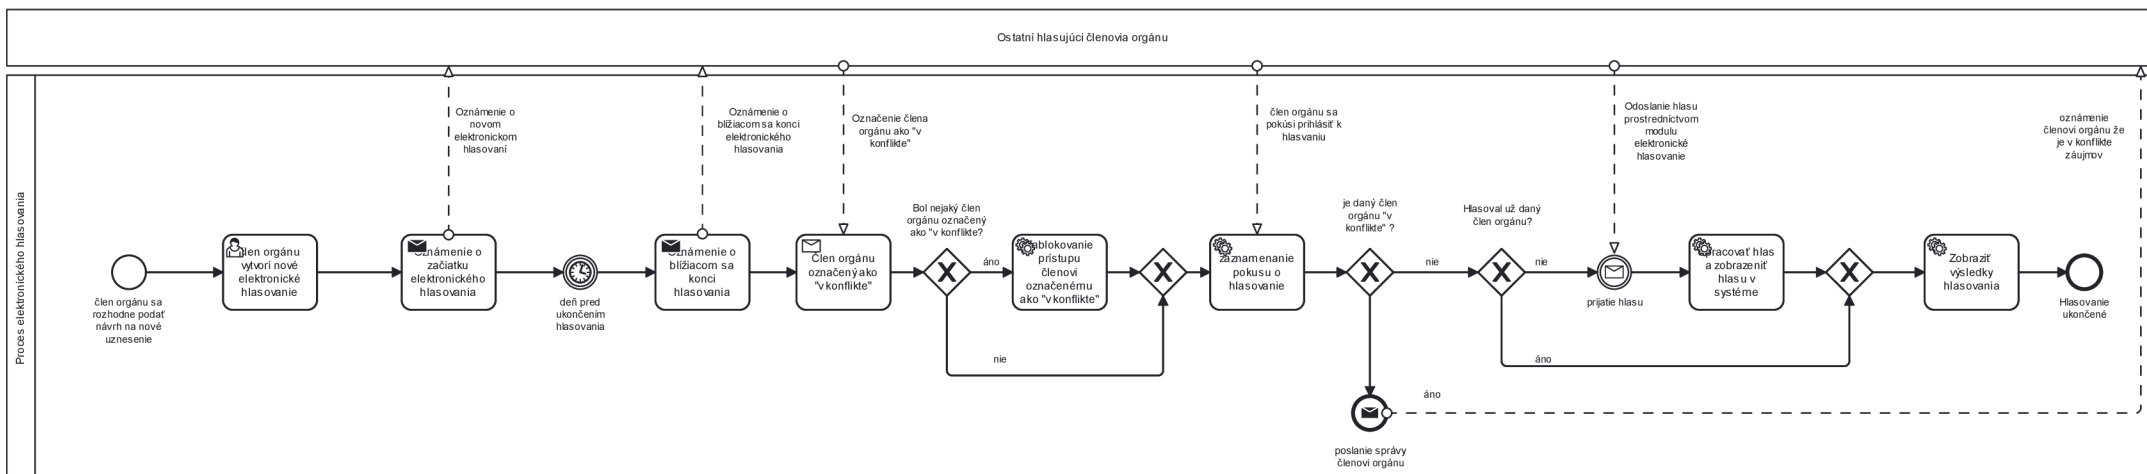 Ostatní hlasujúci členovia orgánu
Proces elektronického hlasovania
Oznámenie o
novom
elektronickom
hlasovaní
Oznámenie o
blížiacom sa konci
elektronického
hlasovania
Označenie člena
orgánu ako "v
konflikte"
člen orgánu sa
pokúsi prihlásiť k
hlasvaniu
Odoslanie hlasu
prostredníctvom
modulu
elektronické
hlasovanie
oznámenie
členovi orgánu že
je v konflikte
záujmov
člen orgánu sa
rozhodne podať
návrh na nové
uznesenie
člen orgánu
vytvorí nové
elektronické
hlasovanie
Oznámenie o
začiatku
elektronického
hlasovania
deň pred
ukončením
hlasovania
Oznámenie o
blížiacom sa
konci
hlasovania
Člen orgánu
označený ako
"v konflikte"
Bol nejaký člen
orgánu označený
ako "v konflikte?
áno
nie
zablokovanie
prístupu
členovi
označenému
ako "v konflikte"
zaznamenanie
pokusu o
hlasovanie
je daný člen
orgánu "v
konflikte" ?
nie
áno
poslanie správy
členovi orgánu
Hlasoval už daný
člen orgánu?
nie
áno
prijatie hlasu
spracovať hlas
a zobrazeniť
hlasu v
systéme
Zobraziť
výsledky
hlasovania
Hlasovanie
ukončené